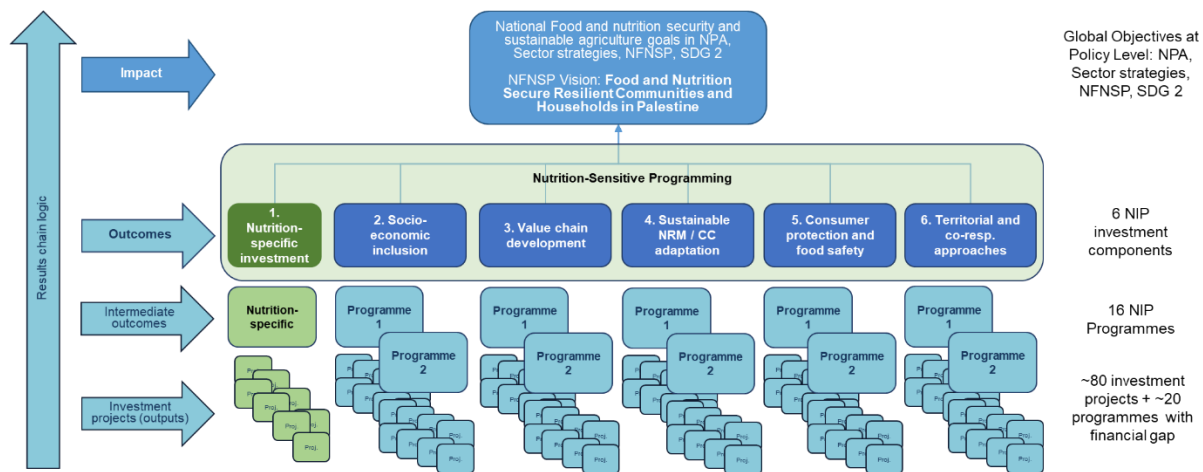 National Food and nutrition security and
sustainable agriculture goals in NPA,
Sector strategies, NFNSP, SDG 2
NFNSP Vision: Food and Nutrition
Secure Resilient Communities and
Households in Palestine
Global Objectives at
Policy Level: NPA,
Sector strategies,
NFNSP, SDG 2
Impact
Results chain logic
Nutrition-Sensitive Programming
Outcomes
1.
Nutrition-
specific
investment
2. Socio-
economic
inclusion
3. Value chain
development
4. Sustainable
NRM / CC
adaptation
5. Consumer
protection and
food safety
6. Territorial and
co-resp.
approaches
6 NIP
investment
components
Intermediate
outcomes
Nutrition-
specific
Programme
1
Programme
2
Programme
1
Programme
2
Programme
1
Programme
2
Programme
1
Programme
2
Programme
1
Programme
2
16 NIP
Programmes
Investment
projects (outputs)
Proj.
Proj.
Proj.
Proj.
Proj.
Proj.
~80 investment
projects + ~20
programmes with
financial gap